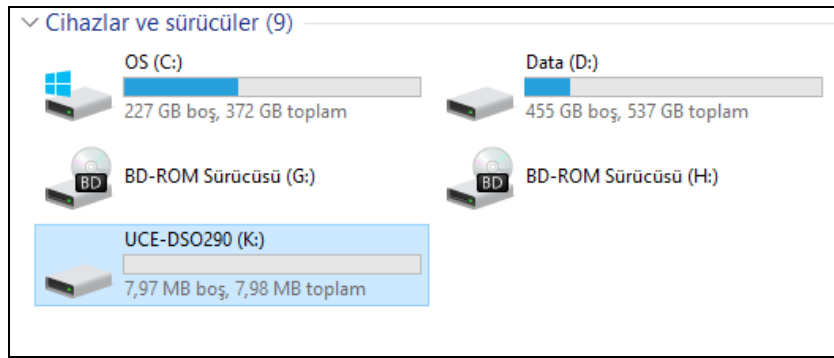 Cihazlar ve sürücüler (9)
OS (C:)
227 GB boş, 372 GB toplam
Data (D:)
455 GB boş, 537 GB toplam
BD
BD-ROM Sürücüsü (G:)
BD
BD-ROM Sürücüsü (H:)
UCE-DSO290 (K:)
7,97 MB boş, 7,98 MB toplam